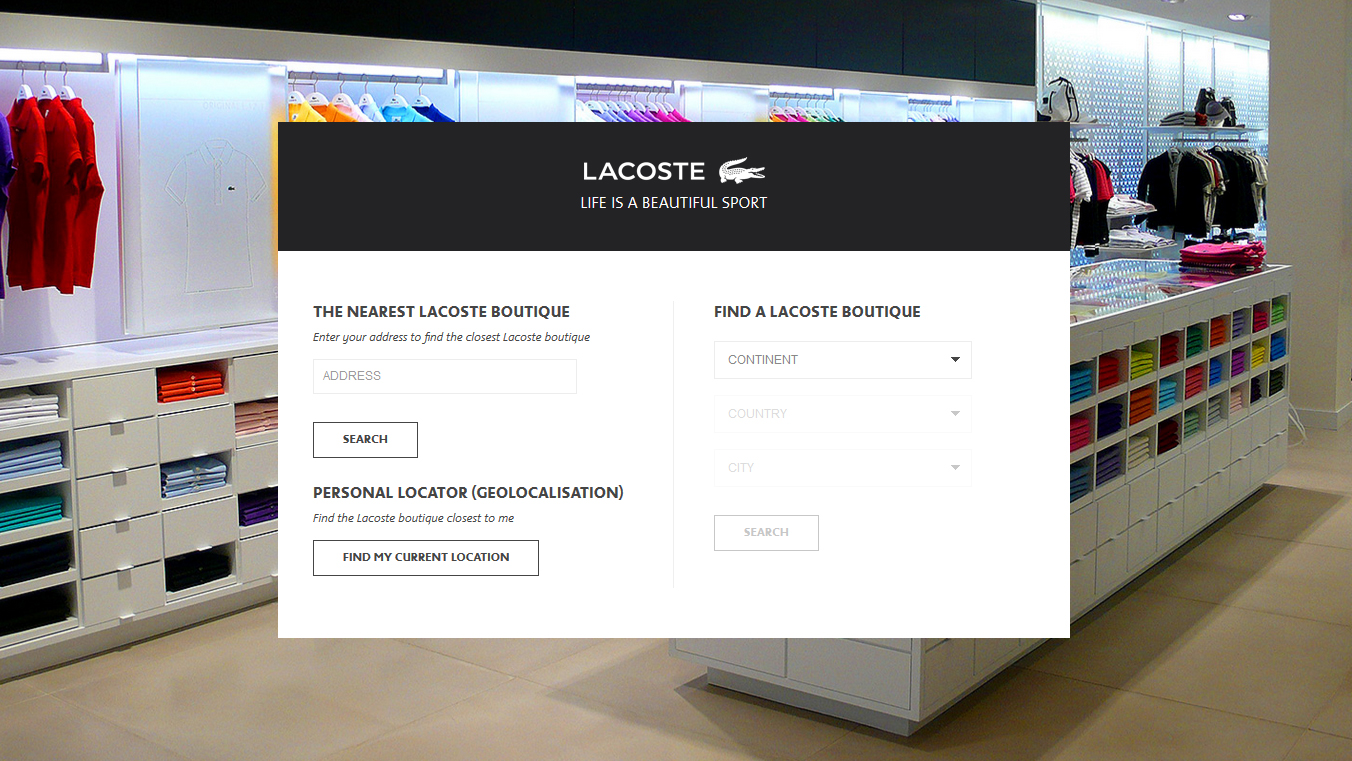 LACOSTE
LIFE IS A BEAUTIFUL SPORT
THE NEAREST LACOSTE BOUTIQUE
Enter your address to find the closest Lacoste boutique
ADDRESS
SEARCH
PERSONAL LOCATOR (GEOLOCALISATION)
Find the Lacoste boutique closest to me
FIND MY CURRENT LOCATION
FIND A LACOSTE BOUTIQUE
CONTINENT
COUNTRY
CITY
SEARCH